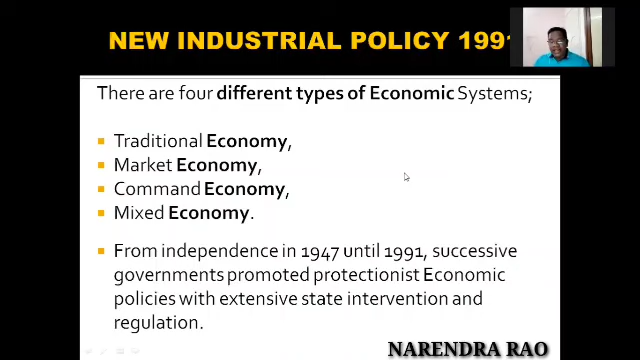 NEW INDUSTRIAL POLICY 1991
There are four different types of Economic Systems;
Traditional Economy,
Market Economy,
Command Economy,
Mixed Economy.
From independence in 1947 until 1991, successive
governments promoted protectionist Economic
policies with extensive state intervention and
regulation.
NARENDRA RAO